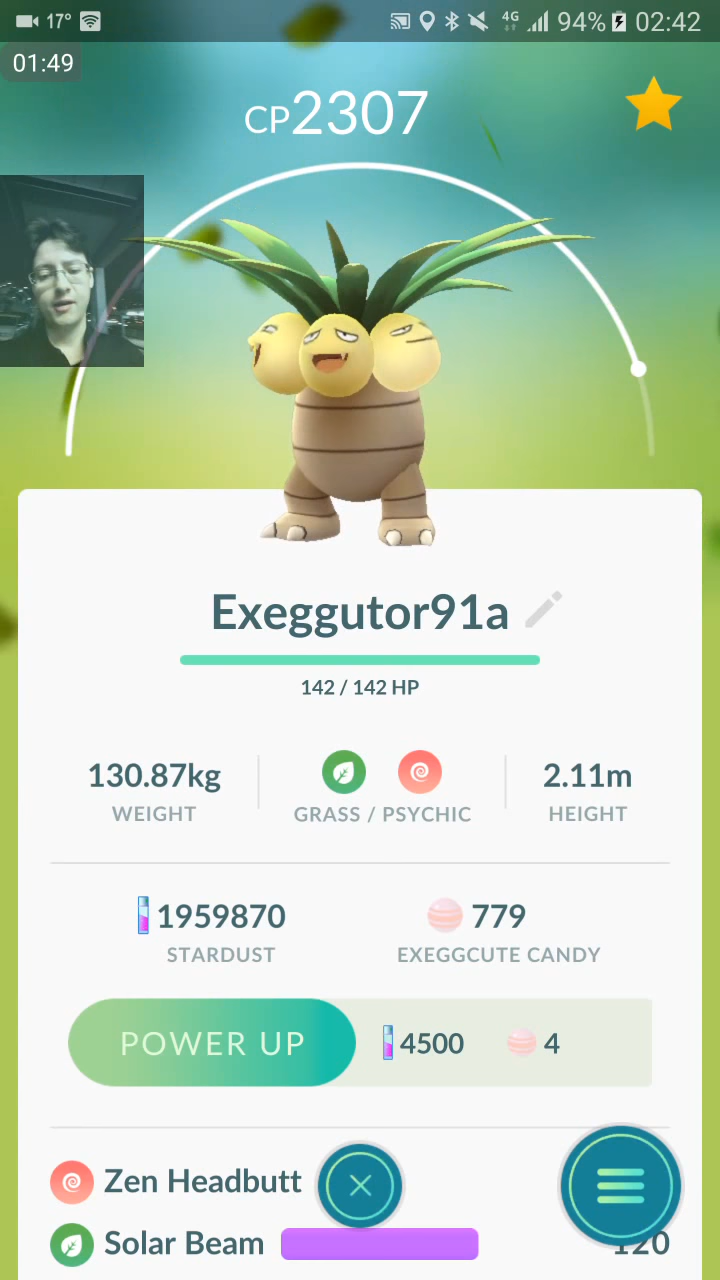 17° 4G 94% 02:42
01:49
CP2307
Exeggutor91a
142 / 142 HP
130.87kg
WEIGHT
GRASS / PSYCHIC
2.11m
HEIGHT
1959870
STARDUST
779
EXEGGCUTE CANDY
POWER UP 4500 4
Zen Headbutt
Solar Beam 120